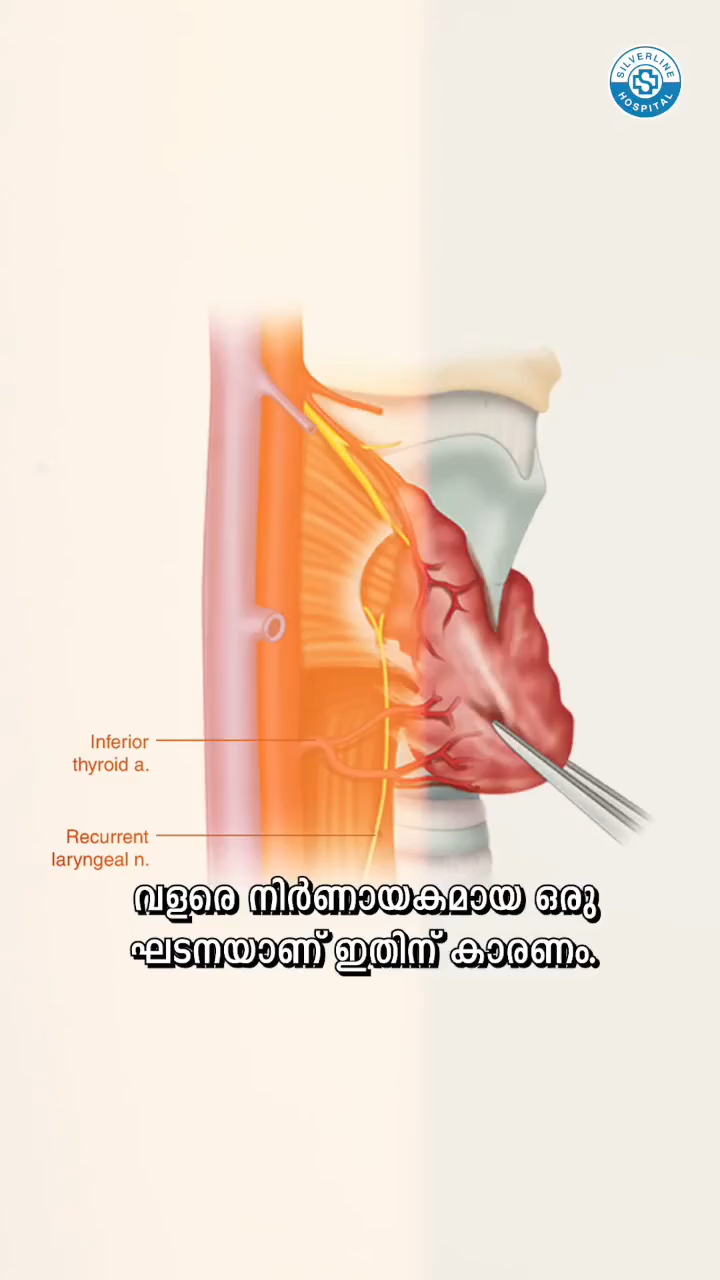 SILVERLINE
HOSPITAL
Inferior
thyroid a.
Recurrent
laryngeal n.
വളരെ നിർണായകമായ ഒരു
ഘടനയാണ് ഇതിന് കാരണം.